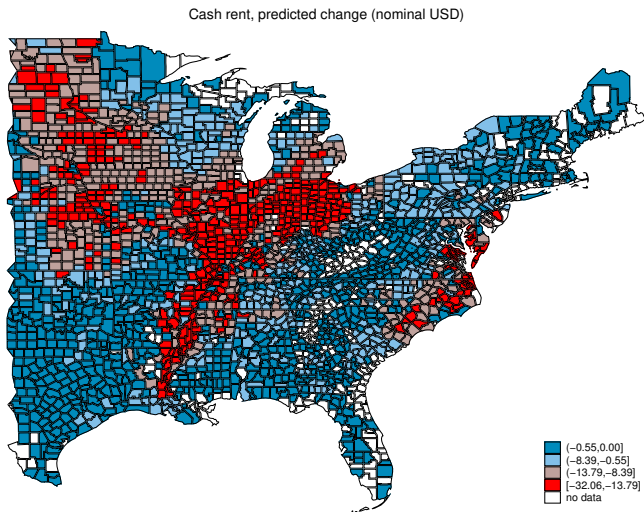 Cash rent, predicted change (nominal USD)
(−0.55,0.00]
(−8.39,−0.55]
(−13.79,−8.39]
[−32.06,−13.79]
no data